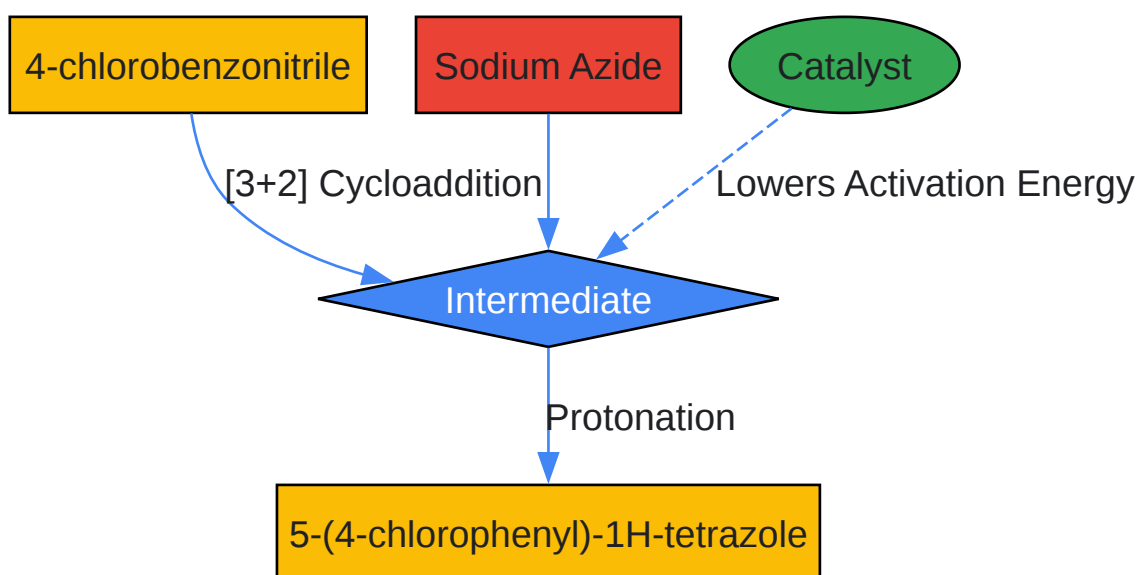 4-chlorobenzonitrile
Sodium Azide
Catalyst
[3+2] Cycloaddition
Lowers Activation Energy
Intermediate
Protonation
5-(4-chlorophenyl)-1H-tetrazole